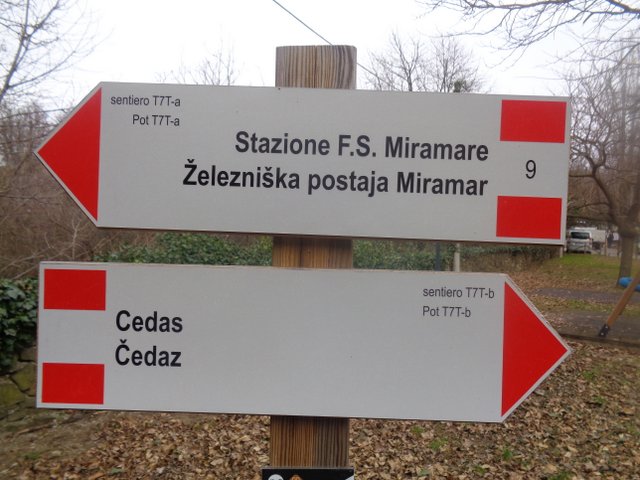 sentiero T7T-a
Pot T7T-a
Stazione F.S. Miramare
Železniška postaja Miramar
9
sentiero T7T-b
Pot T7T-b
Cedas
Čedaz